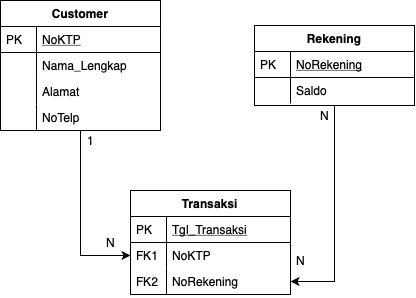 Customer
PK NoKTP
Nama_Lengkap
Alamat
NoTelp
Rekening
PK NoRekening
Saldo
1
N
N
N
Transaksi
PK Tgl_Transaksi
FK1 NoKTP
FK2 NoRekening